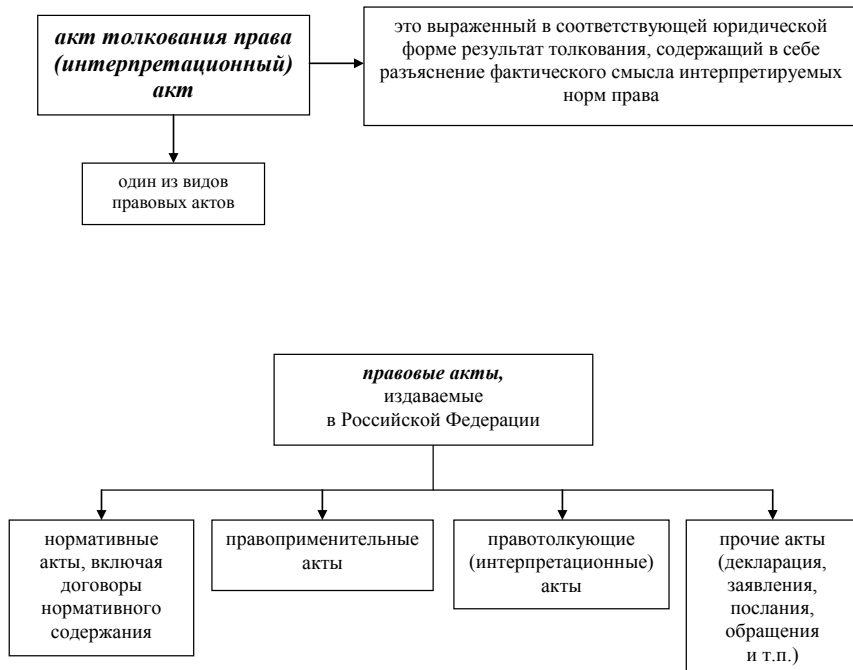 акт толкования права
(интерпретационный)
акт
это выраженный в соответствующей юридической
форме результат толкования, содержащий в себе
разъяснение фактического смысла интерпретируемых
норм права
один из видов
правовых актов
правовые акты,
издаваемые
в Российской Федерации
нормативные
акты, включая
договоры
нормативного
содержания
правоприменительные
акты
правотолкующие
(интерпретационные)
акты
прочие акты
(декларация,
заявления,
послания,
обращения
и т.п.)